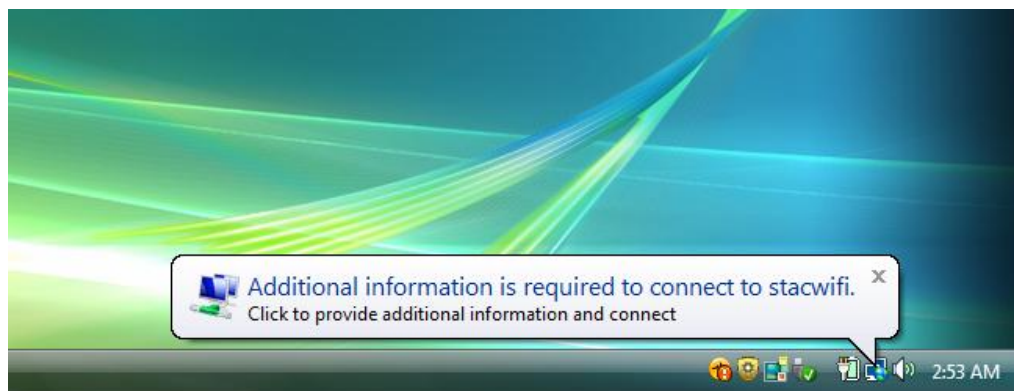 Additional information is required to connect to stacwifi.
Click to provide additional information and connect
2:53 AM